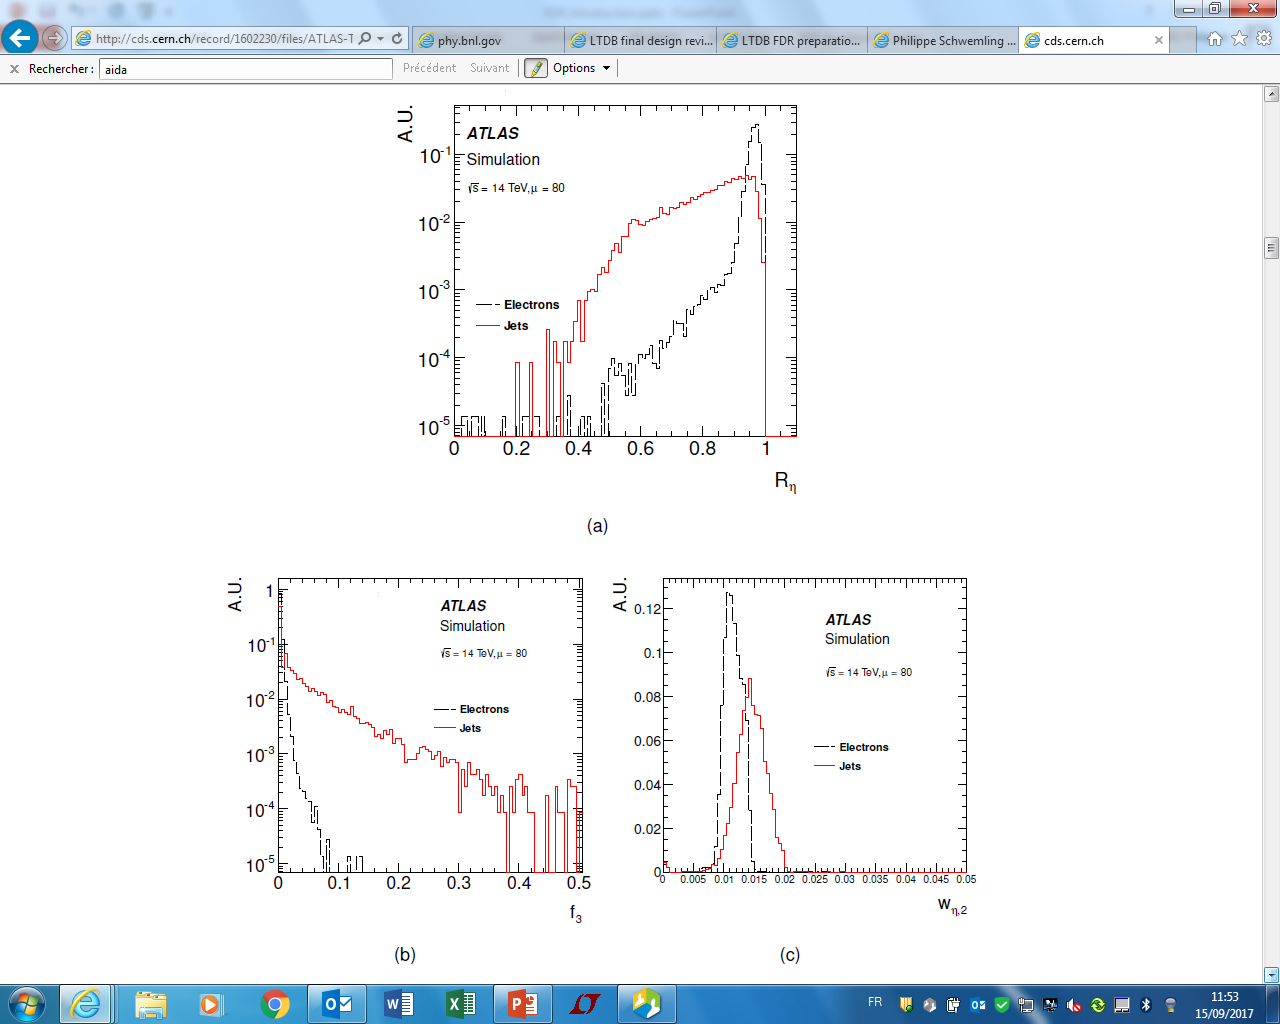 http://cds.cern.ch/record/1602230/files/ATLAS-T
phy.bnl.gov
LTDB final design revi...
LTDB FDR preparatio...
Philippe Schwemling ...
cds.cern.ch
x Rechercher : aida Précédent Suivant Options
A.U.
ATLAS
Simulation
√s = 14 TeV, μ = 80
Electrons
Jets
10⁻¹
10⁻²
10⁻³
10⁻⁴
10⁻⁵
0 0.2 0.4 0.6 0.8 1
Rη
(a)
A.U.
ATLAS
Simulation
√s = 14 TeV, μ = 80
Electrons
Jets
1
10⁻¹
10⁻²
10⁻³
10⁻⁴
10⁻⁵
0 0.1 0.2 0.3 0.4 0.5
f₃
(b)
A.U.
ATLAS
Simulation
√s = 14 TeV, μ = 80
Electrons
Jets
0.12
0.1
0.08
0.06
0.04
0.02
0
0 0.005 0.01 0.015 0.02 0.025 0.03 0.035 0.04 0.045 0.05
wη,2
(c)
FR
11:53
15/09/2017